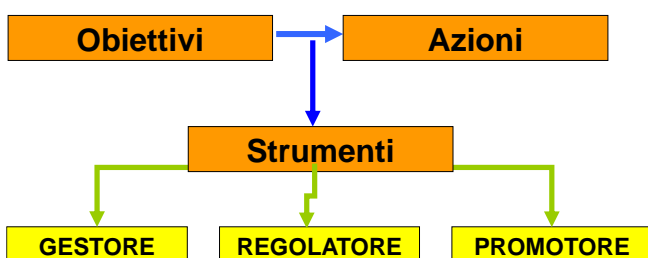 Obiettivi
Azioni
Strumenti
GESTORE
REGOLATORE
PROMOTORE